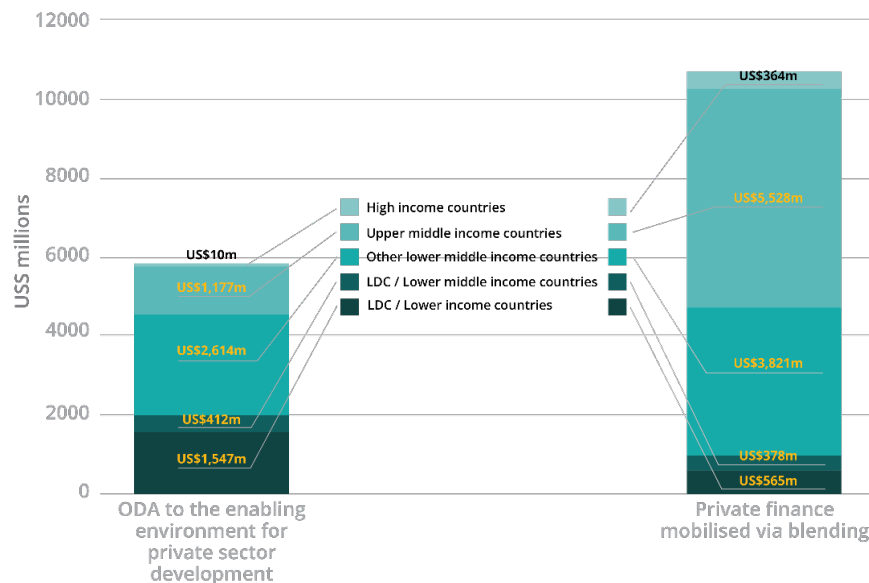 12000
10000
8000
6000
4000
2000
0
US$ millions
US$10m
US$1,177m
US$2,614m
US$412m
US$1,547m
High income countries
Upper middle income countries
Other lower middle income countries
LDC / Lower middle income countries
LDC / Lower income countries
US$364m
US$5,528m
US$3,821m
US$378m
US$565m
ODA to the enabling
environment for
private sector
development
Private finance
mobilised via blending